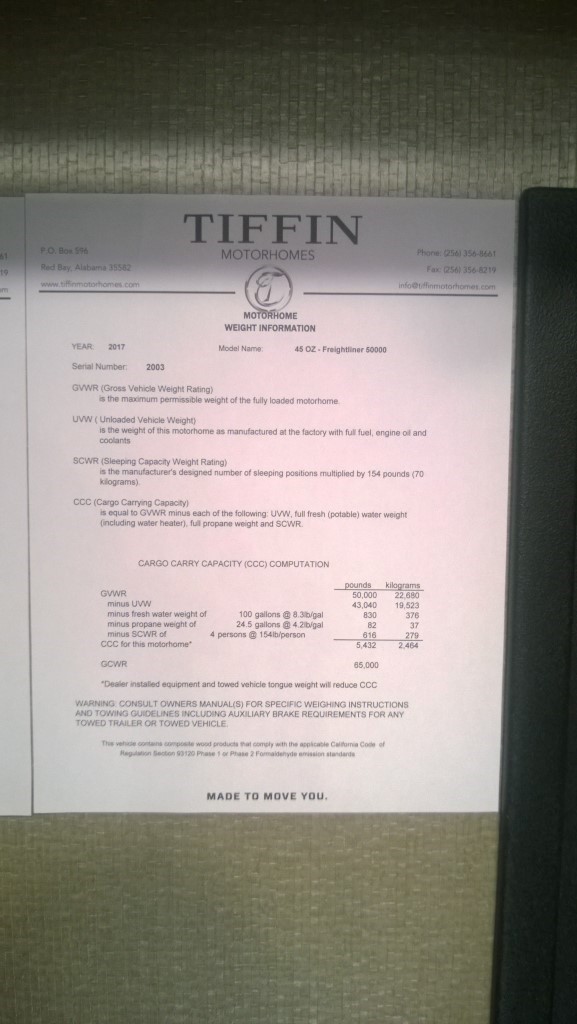 61
19
om
TIFFIN
MOTORHOMES
P.O. Box 596
Red Bay, Alabama 35582
www.tiffinmotorhomes.com
Phone: (256) 356-8661
Fax: (256) 356-8219
info@tiffinmotorhomes.com
MOTORHOME
WEIGHT INFORMATION
YEAR: 2017 Model Name: 45 OZ - Freightliner 50000
Serial Number: 2003
GVWR (Gross Vehicle Weight Rating)
is the maximum permissible weight of the fully loaded motorhome.
UVW ( Unloaded Vehicle Weight)
is the weight of this motorhome as manufactured at the factory with full fuel, engine oil and
coolants
SCWR (Sleeping Capacity Weight Rating)
is the manufacturer's designed number of sleeping positions multiplied by 154 pounds (70
kilograms).
CCC (Cargo Carrying Capacity)
is equal to GVWR minus each of the following: UVW, full fresh (potable) water weight
(including water heater), full propane weight and SCWR.
CARGO CARRY CAPACITY (CCC) COMPUTATION
pounds kilograms
GVWR 50,000 22,680
minus UVW 43,040 19,523
minus fresh water weight of 100 gallons @ 8.3lb/gal 830 376
minus propane weight of 24.5 gallons @ 4.2lb/gal 82 37
minus SCWR of 4 persons @ 154lb/person 616 279
CCC for this motorhome* 5,432 2,464
GCWR 65,000
*Dealer installed equipment and towed vehicle tongue weight will reduce CCC
WARNING: CONSULT OWNERS MANUAL(S) FOR SPECIFIC WEIGHING INSTRUCTIONS
AND TOWING GUIDELINES INCLUDING AUXILIARY BRAKE REQUIREMENTS FOR ANY
TOWED TRAILER OR TOWED VEHICLE.
This vehicle contains composite wood products that comply with the applicable California Code of
Regulation Section 93120 Phase 1 or Phase 2 Formaldehyde emission standards
MADE TO MOVE YOU.